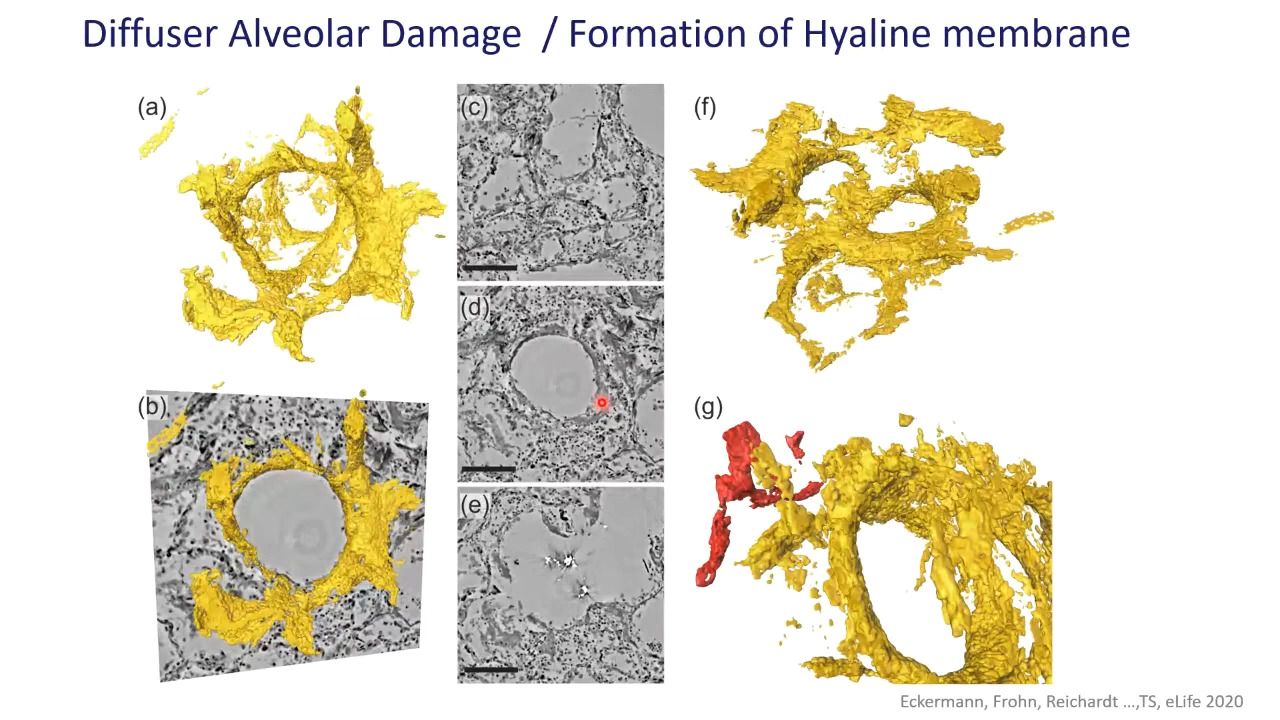 Diffuser Alveolar Damage / Formation of Hyaline membrane
(a)
(b)
(c)
(d)
(e)
(f)
(g)
Eckermann, Frohn, Reichardt ...,TS, eLife 2020